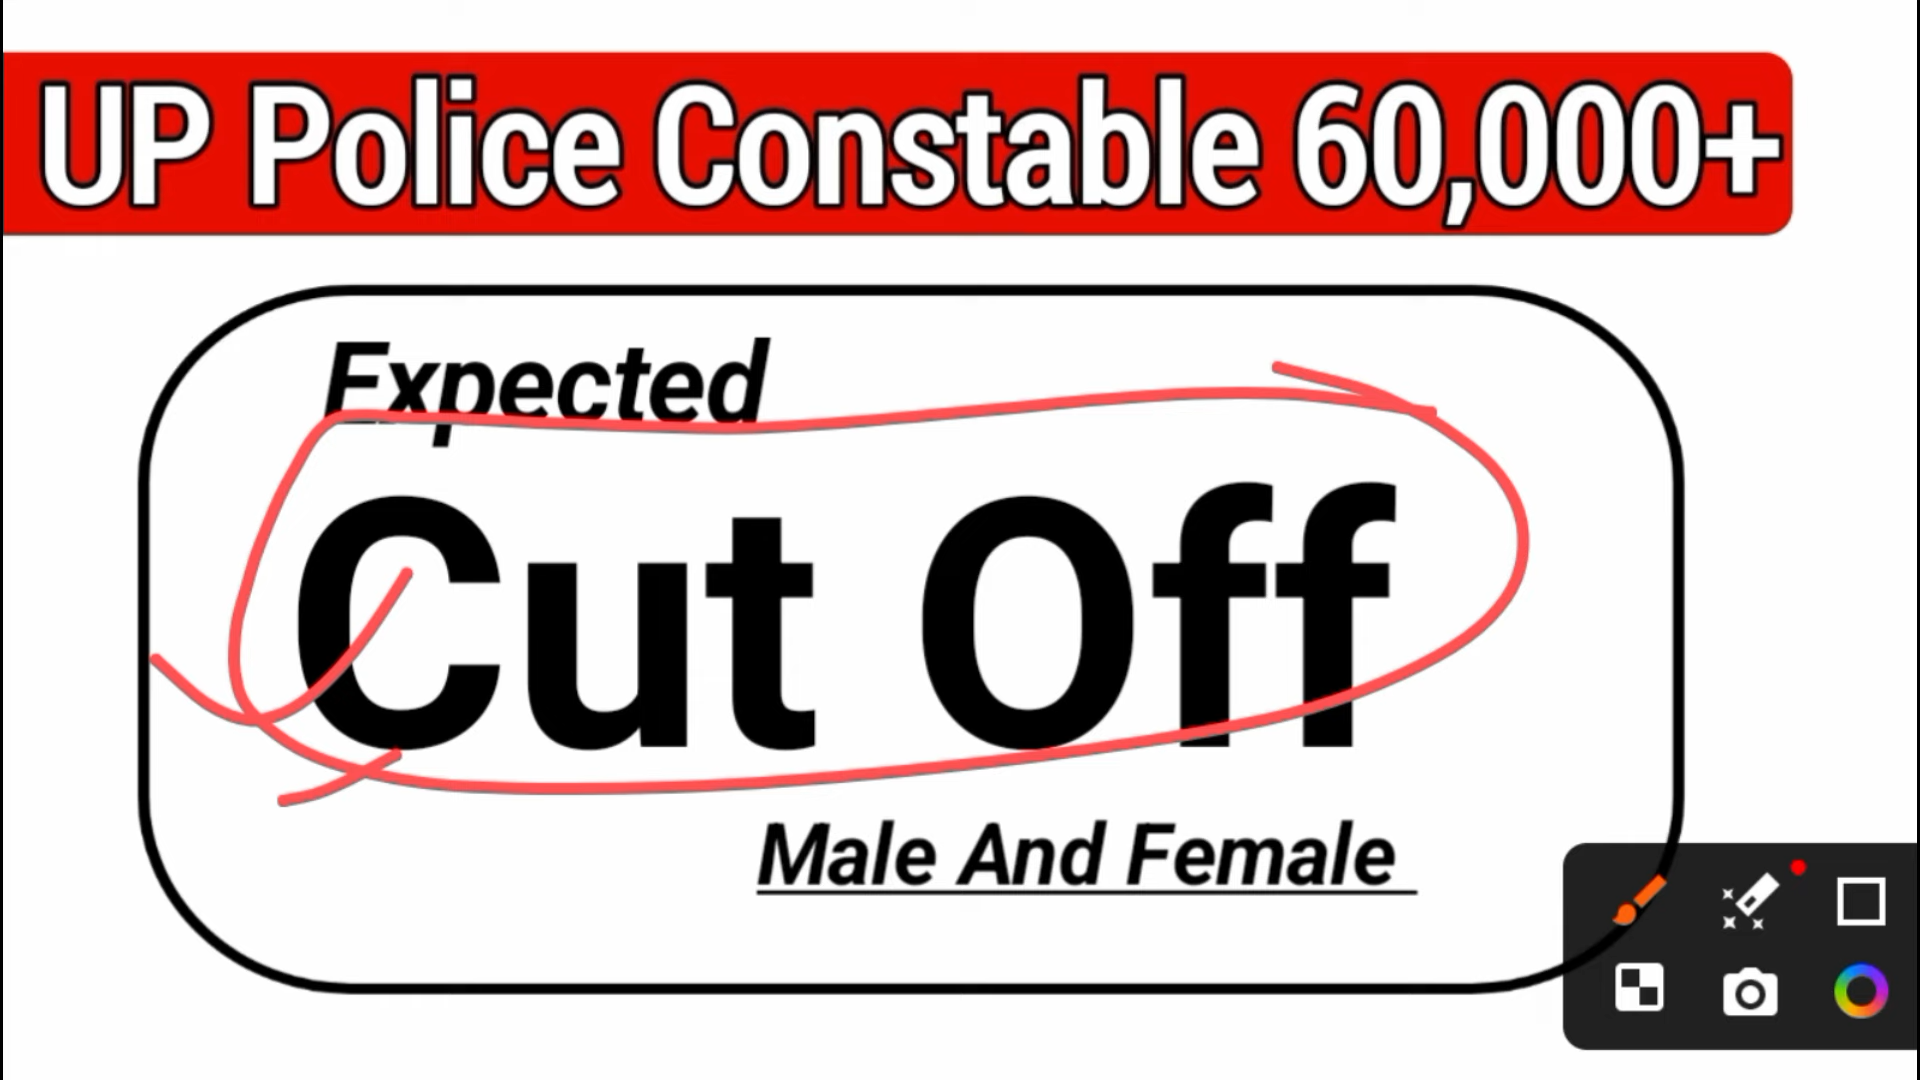 UP Police Constable 60,000+
Expected
Cut Off
Male And Female